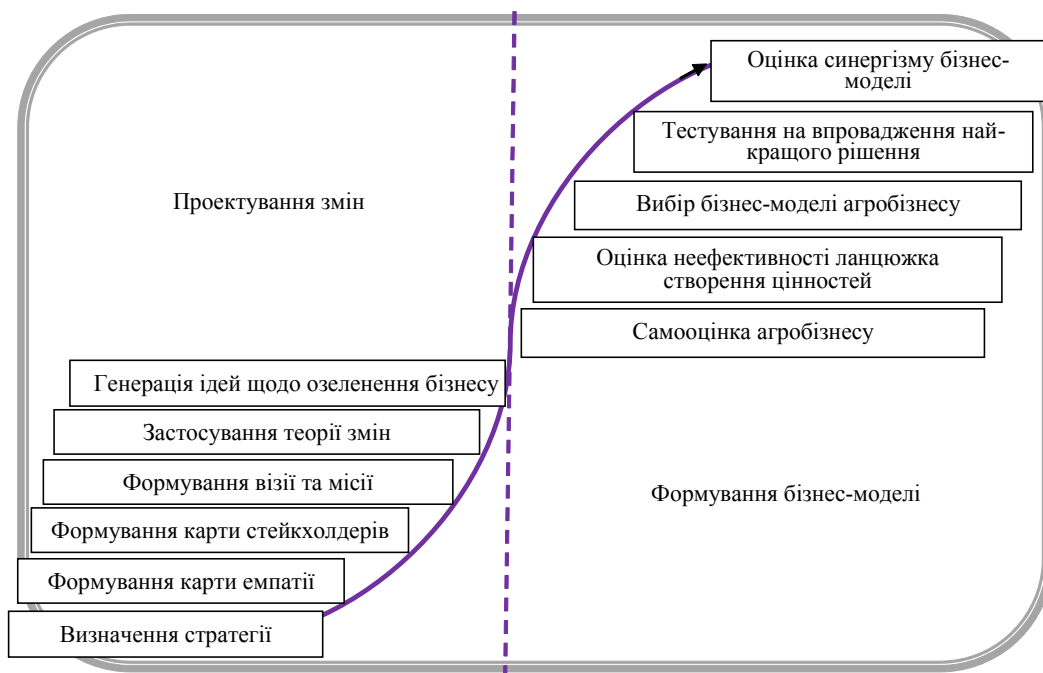 Оцінка синергізму бізнес-
моделі
Тестування на впровадження най-
кращого рішення
Проектування змін
Вибір бізнес-моделі агробізнесу
Оцінка неефективності ланцюжка
створення цінностей
Самооцінка агробізнесу
Генерація ідей щодо озеленення бізнесу
Застосування теорії змін
Формування візії та місії
Формування бізнес-моделі
Формування карти стейкхолдерів
Формування карти емпатії
Визначення стратегії